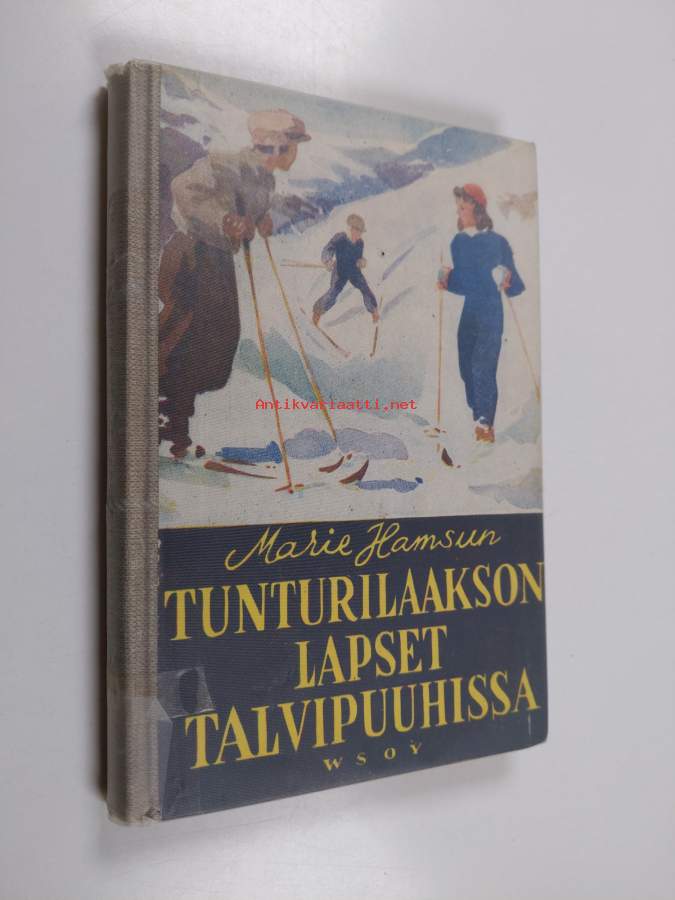 Antikvariaatti.net
Marie Hamsun
TUNTURILAAKSON
LAPSET
TALVIPUUHISSA
WSOY